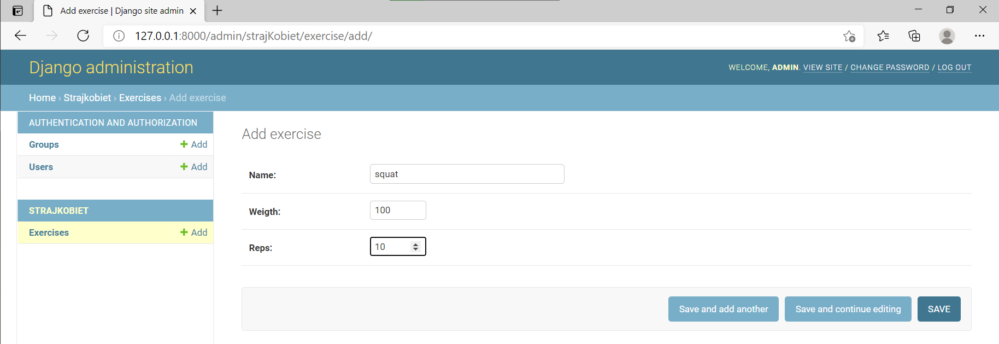 Add exercise | Django site admin
127.0.0.1:8000/admin/strajKobiet/exercise/add/
Django administration
WELCOME, ADMIN. VIEW SITE / CHANGE PASSWORD / LOG OUT
Home › Strajkobiet › Exercises › Add exercise
AUTHENTICATION AND AUTHORIZATION
Groups + Add
Users + Add
STRAJKOBIET
Exercises + Add
Add exercise
Name: squat
Weigth: 100
Reps: 10
Save and add another Save and continue editing SAVE